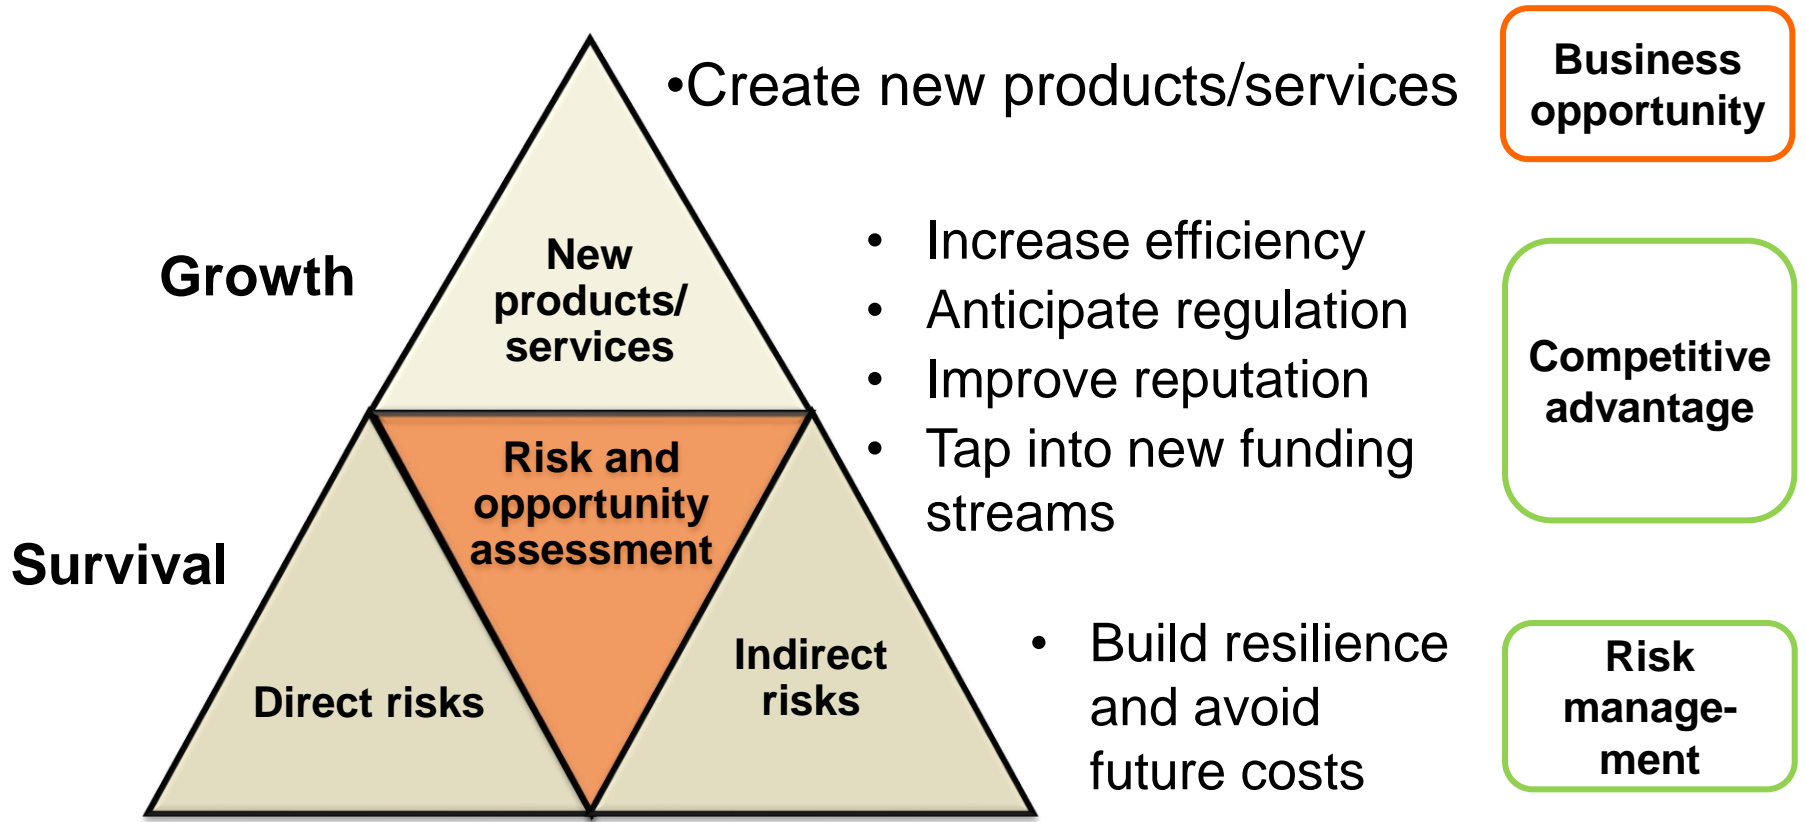 •Create new products/services
Business
opportunity
Growth
New
products/
services
• Increase efficiency
• Anticipate regulation
• Improve reputation
• Tap into new funding
streams
Competitive
advantage
Survival
Risk and
opportunity
assessment
Direct risks
Indirect
risks
• Build resilience
and avoid
future costs
Risk
manage-
ment